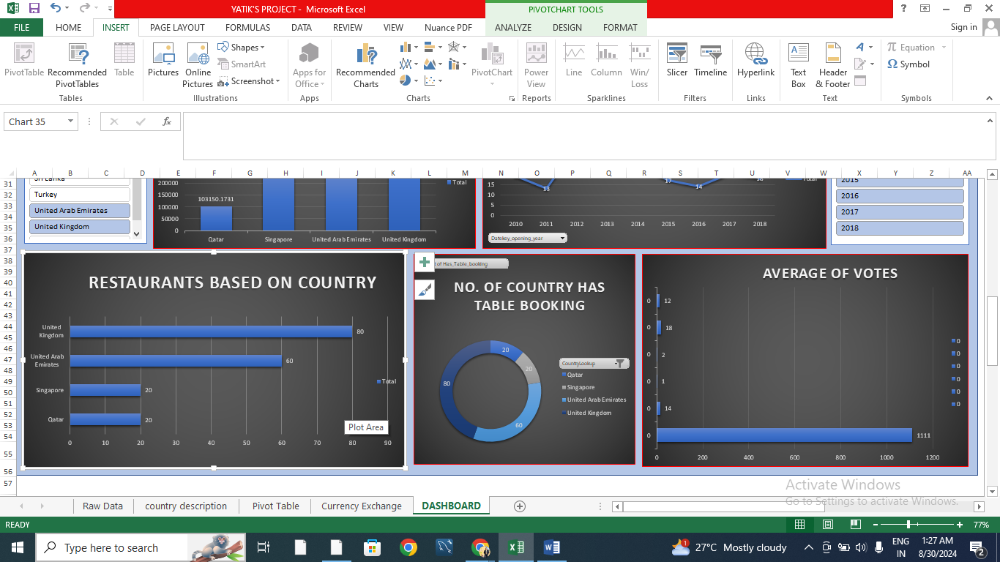 YATIK'S PROJECT - Microsoft Excel
PIVOTCHART TOOLS
FILE HOME INSERT PAGE LAYOUT FORMULAS DATA REVIEW VIEW Nuance PDF ANALYZE DESIGN FORMAT Sign in
PivotTable Recommended PivotTables Table
Tables
Pictures Online Pictures Shapes SmartArt Screenshot
Illustrations
Apps for Office
Apps
Recommended Charts PivotChart
Charts
Power View
Reports
Line Column Win/Loss
Sparklines
Slicer Timeline
Filters
Hyperlink
Links
Text Box Header & Footer
Text
Equation
Symbol
Symbols
Chart 35
fx
A B C D E F G H I J K L M N O P Q R S T U V W X Y Z AA
31
32
33
34
35
36
37
38
39
40
41
42
43
44
45
46
47
48
49
50
51
52
53
54
55
56
57
Sri Lanka
Turkey
United Arab Emirates
United Kingdom
200000
150000
100000
50000
0
103150.1731
Qatar Singapore United Arab Emirates United Kingdom
Total
15
10
5
0
13
17
14
16
2010 2011 2012 2013 2014 2015 2016 2017 2018
Total
Datekey_opening_year
2015
2016
2017
2018
RESTAURANTS BASED ON COUNTRY
United Kingdom 80
United Arab Emirates 60
Singapore 20
Qatar 20
0 10 20 30 40 50 60 70 80 90
Total
Plot Area
t of Has_Table_booking
NO. OF COUNTRY HAS
TABLE BOOKING
20
20
60
80
CountryLookup
Qatar
Singapore
United Arab Emirates
United Kingdom
AVERAGE OF VOTES
0 12
0 18
0 2
0 1
0 14
0 1111
0 200 400 600 800 1000 1200
0
0
0
0
0
0
Activate Windows
Go to Settings to activate Windows.
Raw Data country description Pivot Table Currency Exchange DASHBOARD
READY
77%
Type here to search
27°C Mostly cloudy
ENG
IN
1:27 AM
8/30/2024
2